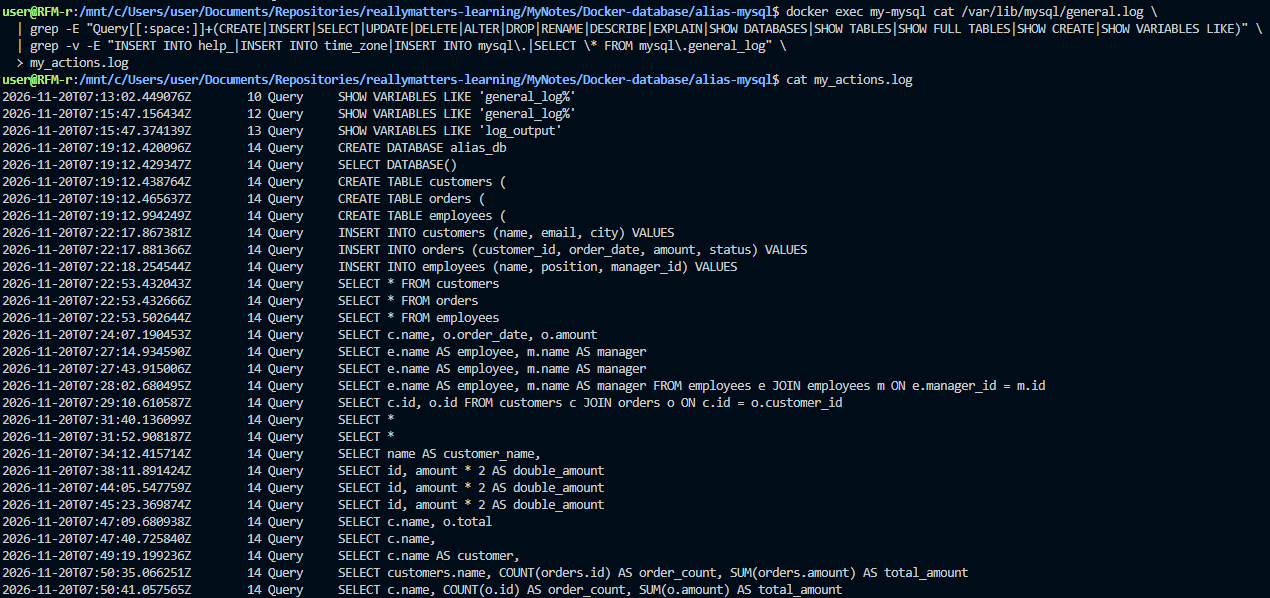 user@RFM-r:/mnt/c/Users/user/Documents/Repositories/reallymatters-learning/MyNotes/Docker-database/alias-mysql$ docker exec my-mysql cat /var/lib/mysql/general.log \
  | grep -E "Query[[:space:]]+(CREATE|INSERT|SELECT|UPDATE|DELETE|ALTER|DROP|RENAME|DESCRIBE|EXPLAIN|SHOW DATABASES|SHOW TABLES|SHOW FULL TABLES|SHOW CREATE|SHOW VARIABLES LIKE)" \
  | grep -v -E "INSERT INTO help_|INSERT INTO time_zone|INSERT INTO mysql\.|SELECT \* FROM mysql\.general_log" \
  > my_actions.log
user@RFM-r:/mnt/c/Users/user/Documents/Repositories/reallymatters-learning/MyNotes/Docker-database/alias-mysql$ cat my_actions.log
2026-11-20T07:13:02.449076Z        10 Query     SHOW VARIABLES LIKE 'general_log%'
2026-11-20T07:15:47.156434Z        12 Query     SHOW VARIABLES LIKE 'general_log%'
2026-11-20T07:15:47.374139Z        13 Query     SHOW VARIABLES LIKE 'log_output'
2026-11-20T07:19:12.420096Z        14 Query     CREATE DATABASE alias_db
2026-11-20T07:19:12.429347Z        14 Query     SELECT DATABASE()
2026-11-20T07:19:12.438764Z        14 Query     CREATE TABLE customers (
2026-11-20T07:19:12.465637Z        14 Query     CREATE TABLE orders (
2026-11-20T07:19:12.994249Z        14 Query     CREATE TABLE employees (
2026-11-20T07:22:17.867381Z        14 Query     INSERT INTO customers (name, email, city) VALUES
2026-11-20T07:22:17.881366Z        14 Query     INSERT INTO orders (customer_id, order_date, amount, status) VALUES
2026-11-20T07:22:18.254544Z        14 Query     INSERT INTO employees (name, position, manager_id) VALUES
2026-11-20T07:22:53.432043Z        14 Query     SELECT * FROM customers
2026-11-20T07:22:53.432666Z        14 Query     SELECT * FROM orders
2026-11-20T07:22:53.502644Z        14 Query     SELECT * FROM employees
2026-11-20T07:24:07.190453Z        14 Query     SELECT c.name, o.order_date, o.amount
2026-11-20T07:27:14.934590Z        14 Query     SELECT e.name AS employee, m.name AS manager
2026-11-20T07:27:43.915006Z        14 Query     SELECT e.name AS employee, m.name AS manager
2026-11-20T07:28:02.680495Z        14 Query     SELECT e.name AS employee, m.name AS manager FROM employees e JOIN employees m ON e.manager_id = m.id
2026-11-20T07:29:10.610587Z        14 Query     SELECT c.id, o.id FROM customers c JOIN orders o ON c.id = o.customer_id
2026-11-20T07:31:40.136099Z        14 Query     SELECT *
2026-11-20T07:31:52.908187Z        14 Query     SELECT *
2026-11-20T07:34:12.415714Z        14 Query     SELECT name AS customer_name,
2026-11-20T07:38:11.891424Z        14 Query     SELECT id, amount * 2 AS double_amount
2026-11-20T07:44:05.547759Z        14 Query     SELECT id, amount * 2 AS double_amount
2026-11-20T07:45:23.369874Z        14 Query     SELECT id, amount * 2 AS double_amount
2026-11-20T07:47:09.680938Z        14 Query     SELECT c.name, o.total
2026-11-20T07:47:40.725840Z        14 Query     SELECT c.name,
2026-11-20T07:49:19.199236Z        14 Query     SELECT c.name AS customer,
2026-11-20T07:50:35.066251Z        14 Query     SELECT customers.name, COUNT(orders.id) AS order_count, SUM(orders.amount) AS total_amount
2026-11-20T07:50:41.057565Z        14 Query     SELECT c.name, COUNT(o.id) AS order_count, SUM(o.amount) AS total_amount